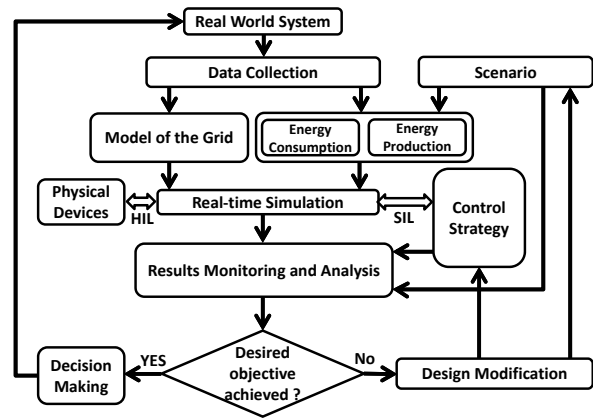 Real World System
Data Collection
Scenario
Model of the Grid
Energy
Consumption
Energy
Production
Physical
Devices
HIL
Real-time Simulation
SIL
Control
Strategy
Results Monitoring and Analysis
Desired
objective
achieved ?
YES
No
Decision
Making
Design Modification